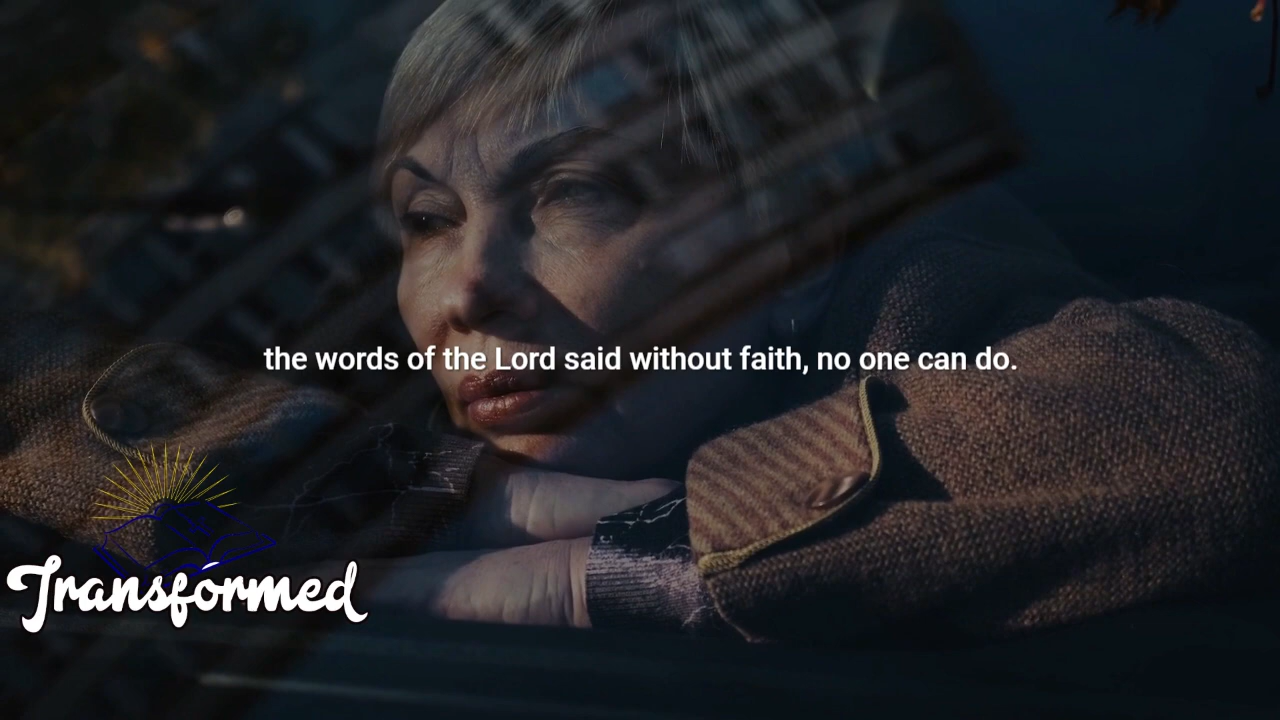 the words of the Lord said without faith, no one can do.
Transformed